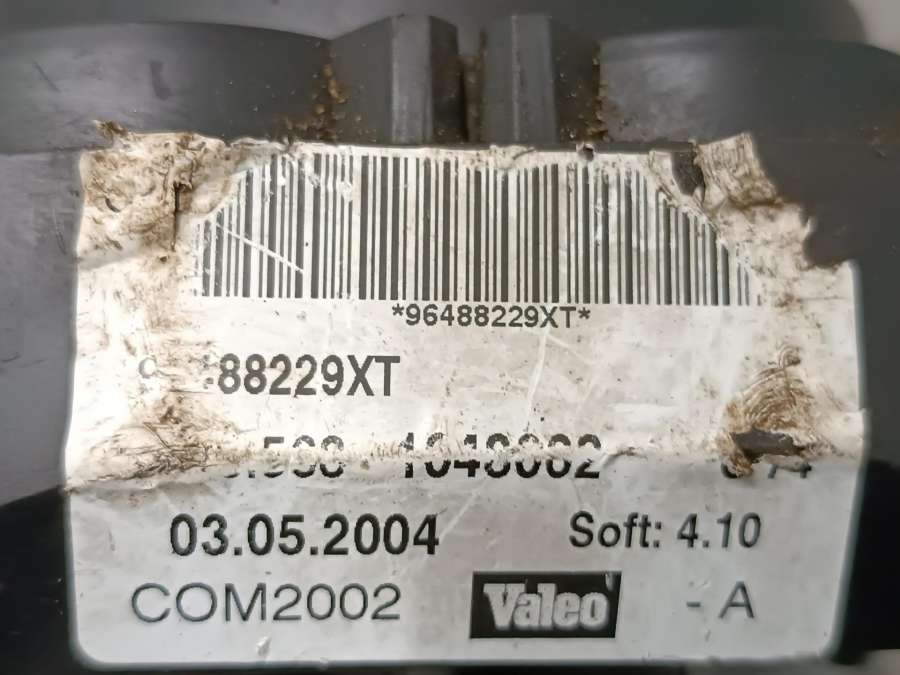 *96488229XT*
88229XT
03.05.2004 Soft: 4.10
COM2002 Valeo - A